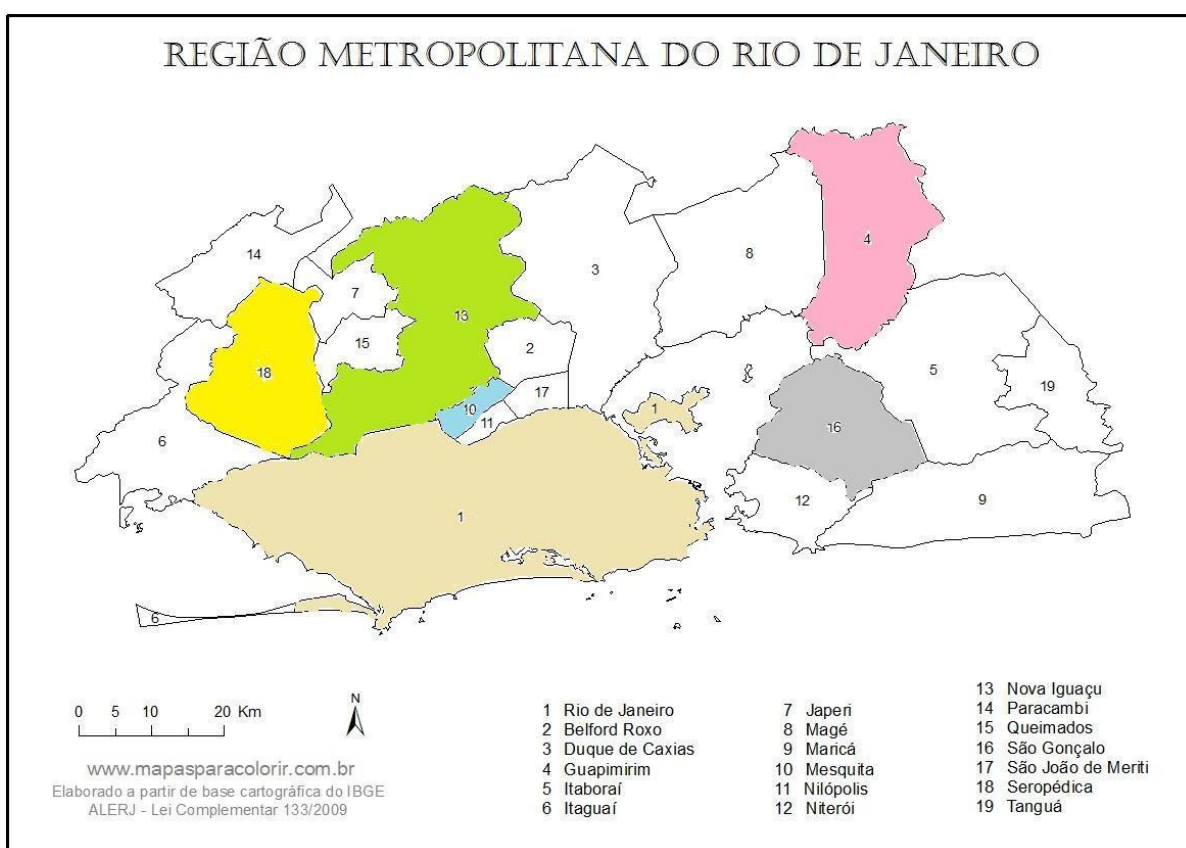 REGIÃO METROPOLITANA DO RIO DE JANEIRO
4
8
14
3
7
13
15
2
18
5
17
19
10
1
11
16
6
12
9
1
6
0 5 10 20 Km
N
www.mapasparacolorir.com.br
Elaborado a partir de base cartográfica do IBGE
ALERJ - Lei Complementar 133/2009
1 Rio de Janeiro
2 Belford Roxo
3 Duque de Caxias
4 Guapimirim
5 Itaboraí
6 Itaguaí
7 Japeri
8 Magé
9 Maricá
10 Mesquita
11 Nilópolis
12 Niterói
13 Nova Iguaçu
14 Paracambi
15 Queimados
16 São Gonçalo
17 São João de Meriti
18 Seropédica
19 Tanguá